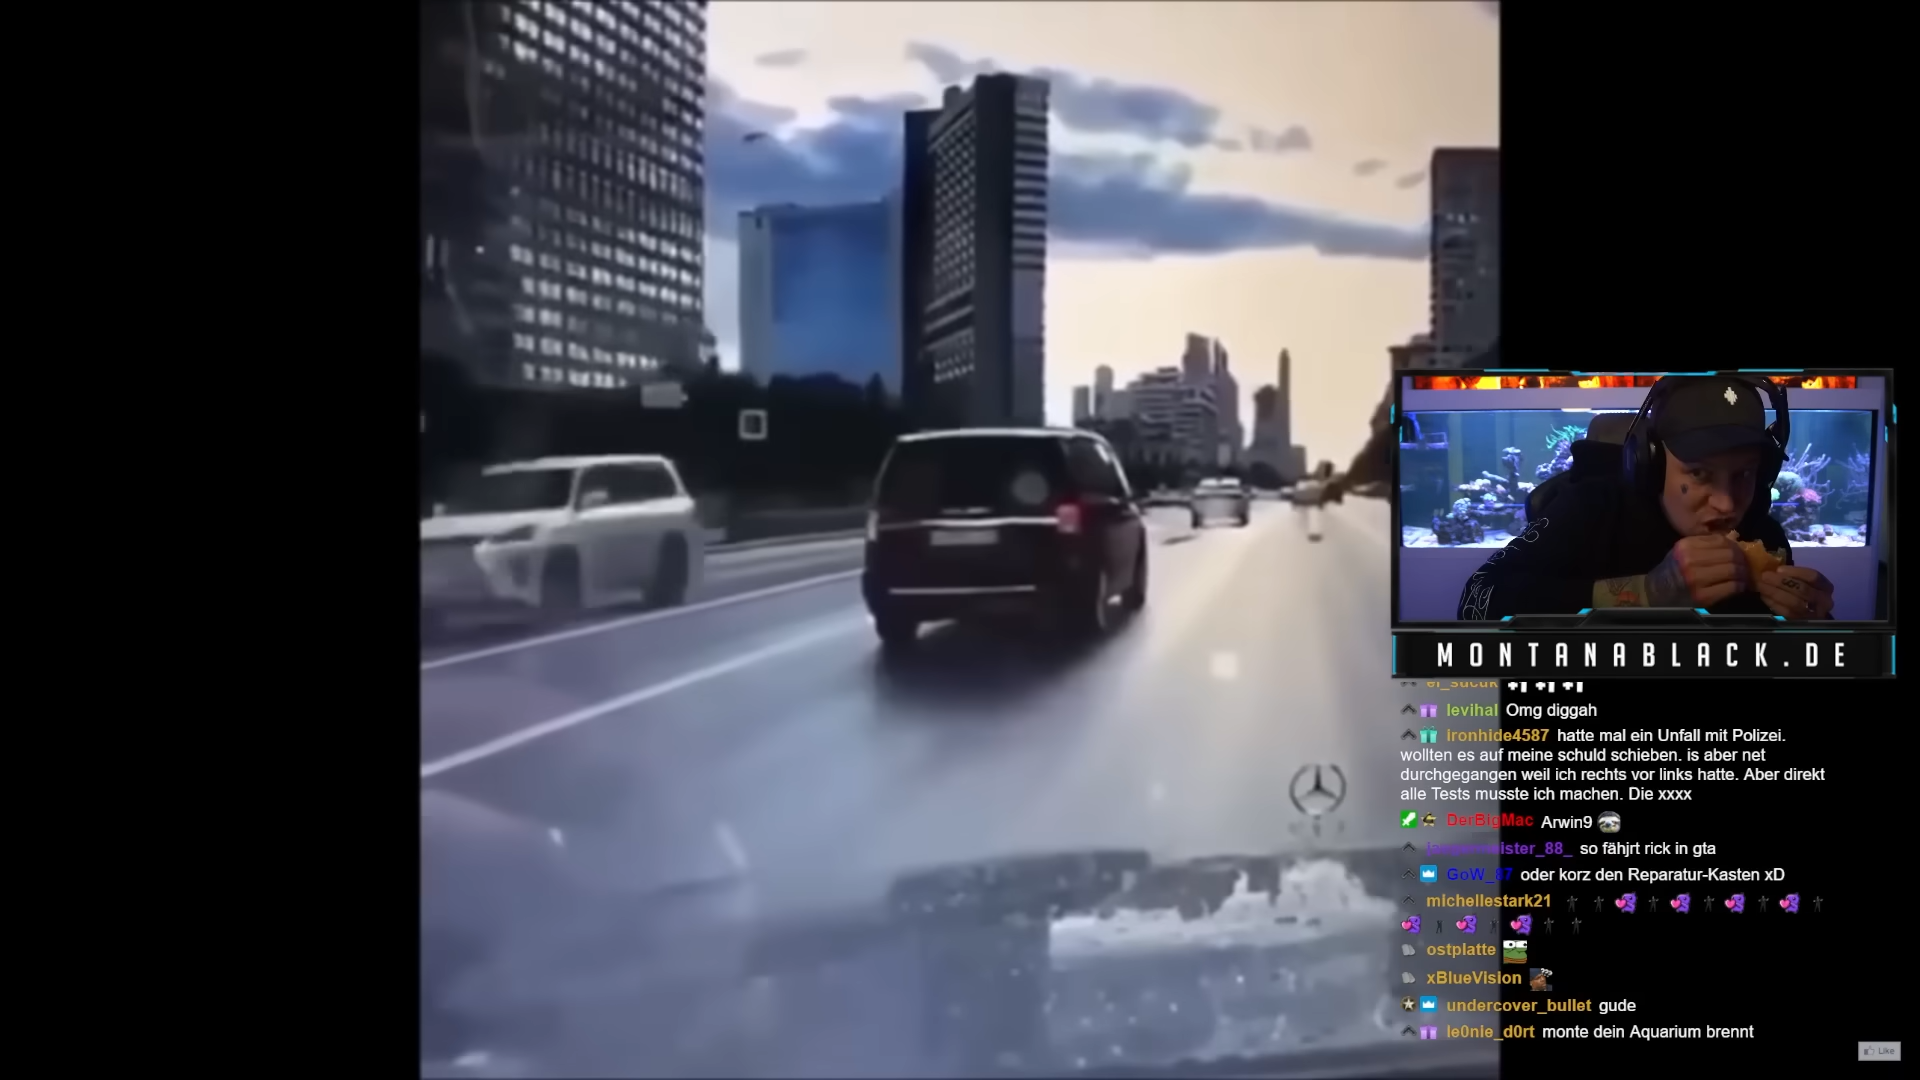 MONTANABLACK.DE
el_sucuk
levihal Omg diggah
ironhide4587 hatte mal ein Unfall mit Polizei.
wollten es auf meine schuld schieben. is aber net
durchgegangen weil ich rechts vor links hatte. Aber direkt
alle Tests musste ich machen. Die xxxx
DerBigMac Arwin9
so fährt rick in gta
GoW_87 oder korz den Reparatur-Kasten xD
michellestark21
ostplatte
xBlueVision
undercover_bullet gude
le0nie_d0rt monte dein Aquarium brennt
Like